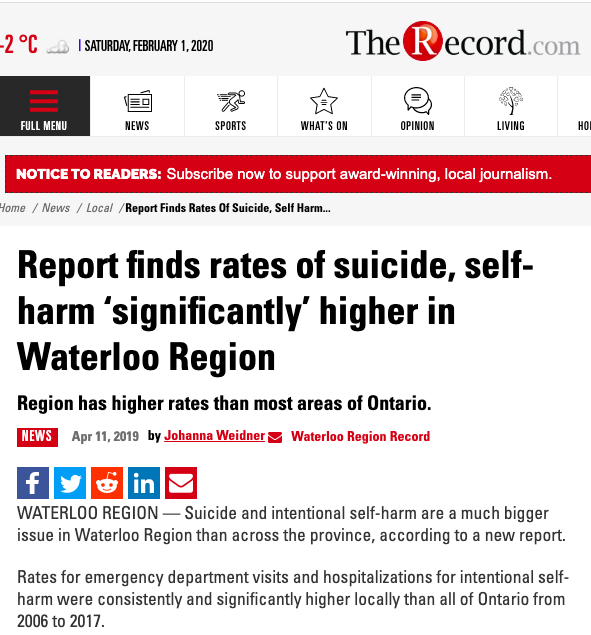 -2 °C
SATURDAY, FEBRUARY 1, 2020
TheRecord.com
FULL MENU
NEWS
SPORTS
WHAT'S ON
OPINION
LIVING
NOTICE TO READERS: Subscribe now to support award-winning, local journalism.
Home / News / Local / Report Finds Rates Of Suicide, Self Harm...
Report finds rates of suicide, self-
harm ‘significantly’ higher in
Waterloo Region
Region has higher rates than most areas of Ontario.
NEWS Apr 11, 2019 by Johanna Weidner Waterloo Region Record
WATERLOO REGION — Suicide and intentional self-harm are a much bigger
issue in Waterloo Region than across the province, according to a new report.
Rates for emergency department visits and hospitalizations for intentional self-
harm were consistently and significantly higher locally than all of Ontario from
2006 to 2017.